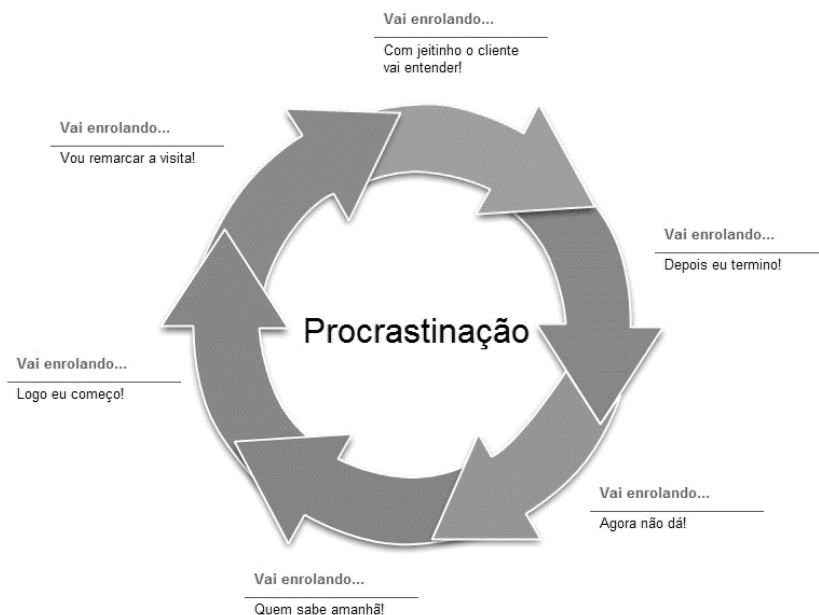 Vai enrolando...
Com jeitinho o cliente
vai entender!
Vai enrolando...
Vou remarcar a visita!
Vai enrolando...
Depois eu termino!
Procrastinação
Vai enrolando...
Logo eu começo!
Vai enrolando...
Agora não dá!
Vai enrolando...
Quem sabe amanhã!